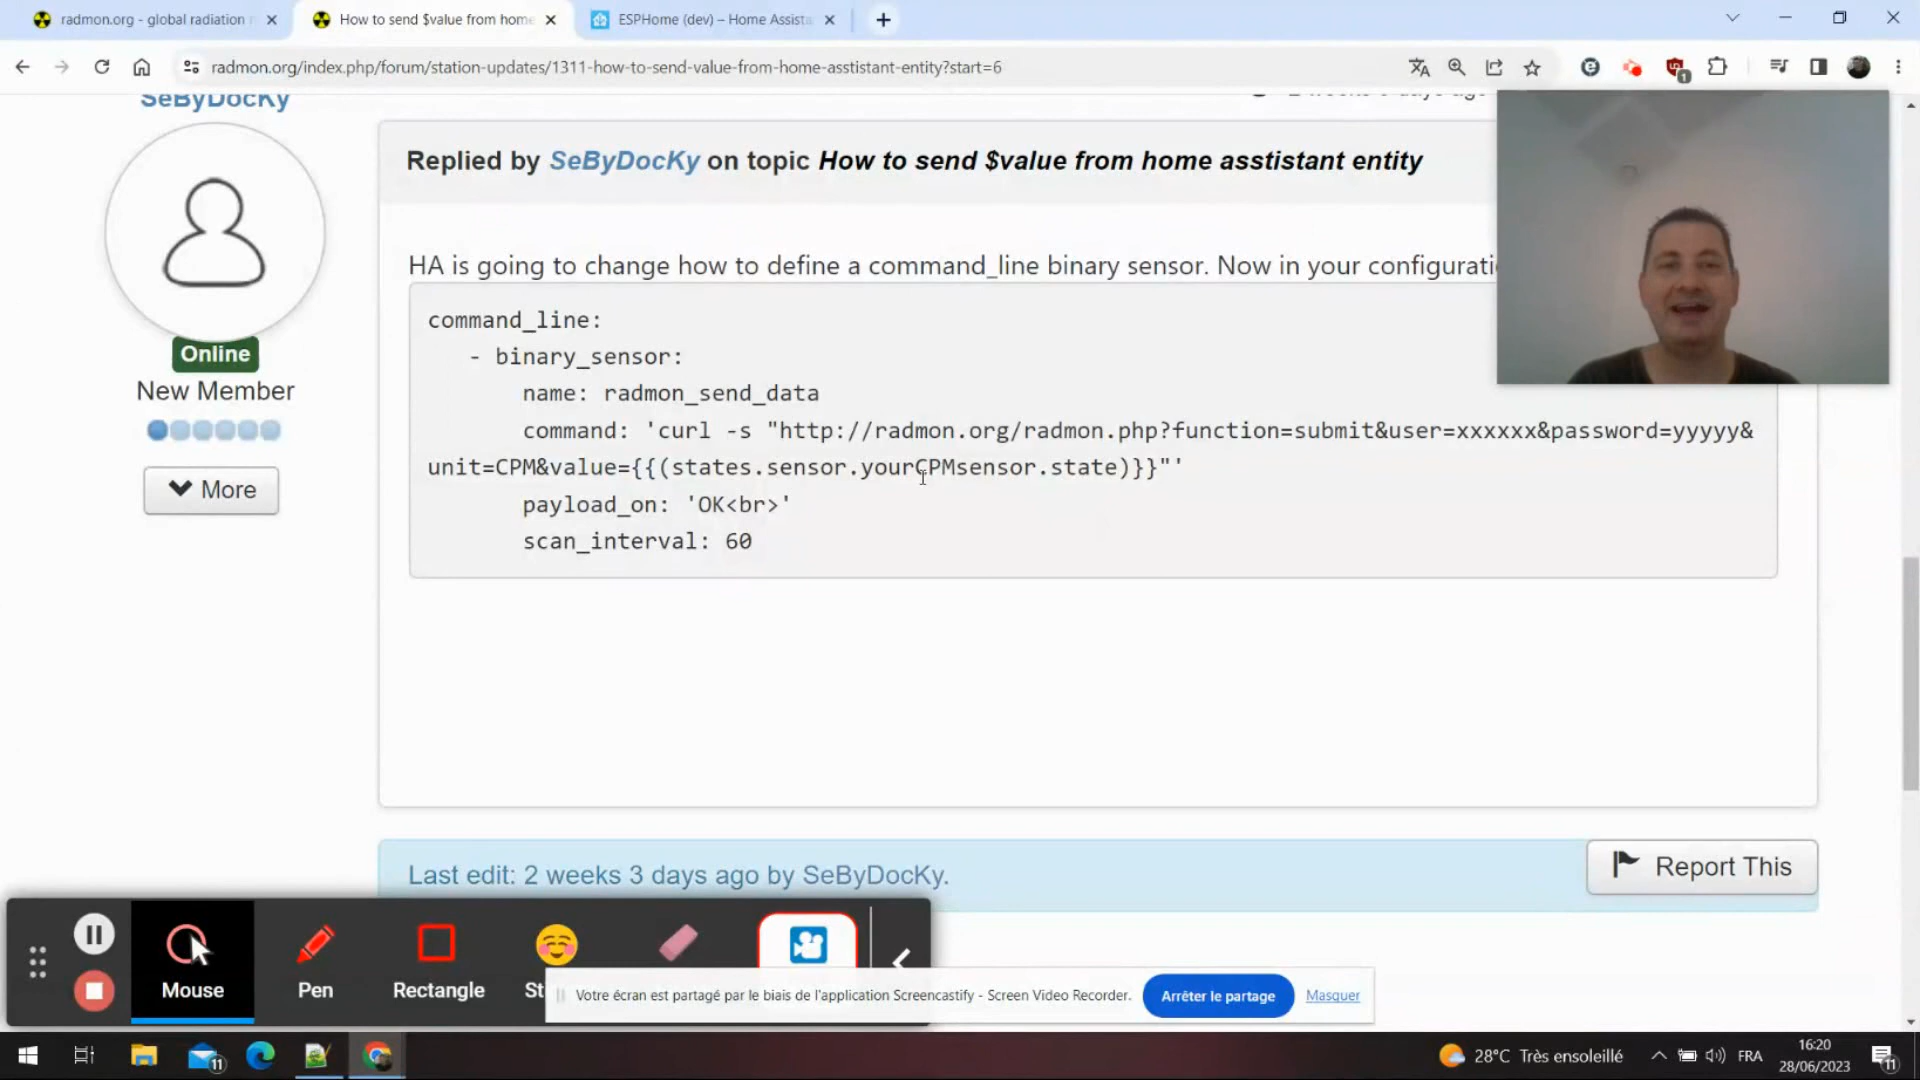 radmon.org - global radiation
How to send $value from home
ESPHome (dev) – Home Assist
radmon.org/index.php/forum/station-updates/1311-how-to-send-value-from-home-asstistant-entity?start=6
1
SeByDocKy
Replied by SeByDocKy on topic How to send $value from home asstistant entity
HA is going to change how to define a command_line binary sensor. Now in your configurati
command_line:
- binary_sensor:
name: radmon_send_data
command: 'curl -s "http://radmon.org/radmon.php?function=submit&user=xxxxxx&password=yyyyy&
unit=CPM&value={{(states.sensor.yourCPMsensor.state)}}"'
payload_on: 'OK<br>'
scan_interval: 60
Online
New Member
More
Last edit: 2 weeks 3 days ago by SeByDocKy.
Report This
Mouse
Pen
Rectangle
St
Votre écran est partagé par le biais de l'application Screencastify - Screen Video Recorder.
Arrêter le partage
Masquer
11
28°C Très ensoleillé
FRA
16:20
28/06/2023
11